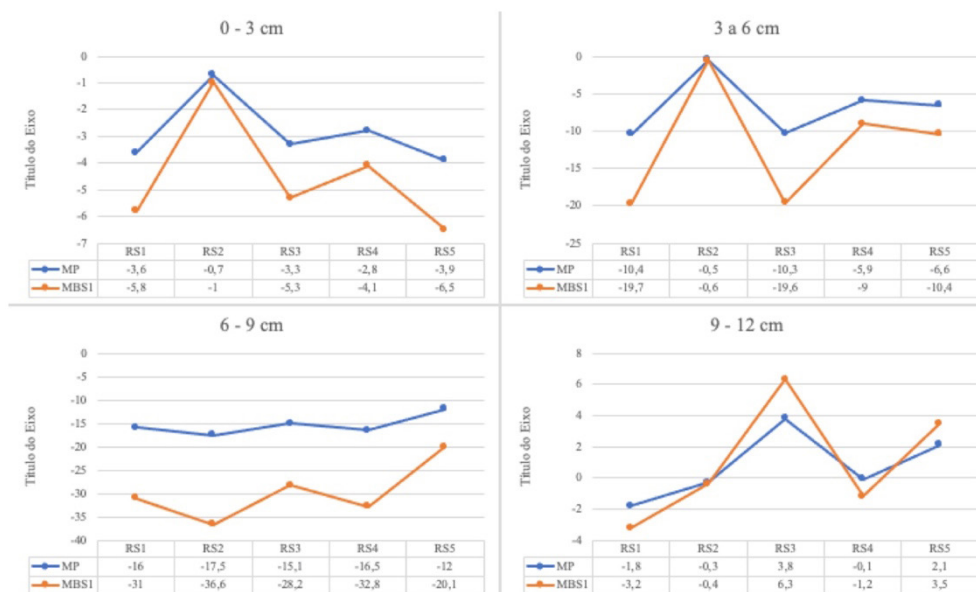 0 - 3 cm
Título do Eixo
0
-1
-2
-3
-4
-5
-6
-7
RS1 RS2 RS3 RS4 RS5
MP -3,6 -0,7 -3,3 -2,8 -3,9
MBS1 -5,8 -1 -5,3 -4,1 -6,5
3 a 6 cm
Título do Eixo
0
-5
-10
-15
-20
-25
RS1 RS2 RS3 RS4 RS5
MP -10,4 -0,5 -10,3 -5,9 -6,6
MBS1 -19,7 -0,6 -19,6 -9 -10,4
6 - 9 cm
Título do Eixo
0
-5
-10
-15
-20
-25
-30
-35
-40
RS1 RS2 RS3 RS4 RS5
MP -16 -17,5 -15,1 -16,5 -12
MBS1 -31 -36,6 -28,2 -32,8 -20,1
9 - 12 cm
Título do Eixo
8
6
4
2
0
-2
-4
RS1 RS2 RS3 RS4 RS5
MP -1,8 -0,3 3,8 -0,1 2,1
MBS1 -3,2 -0,4 6,3 -1,2 3,5